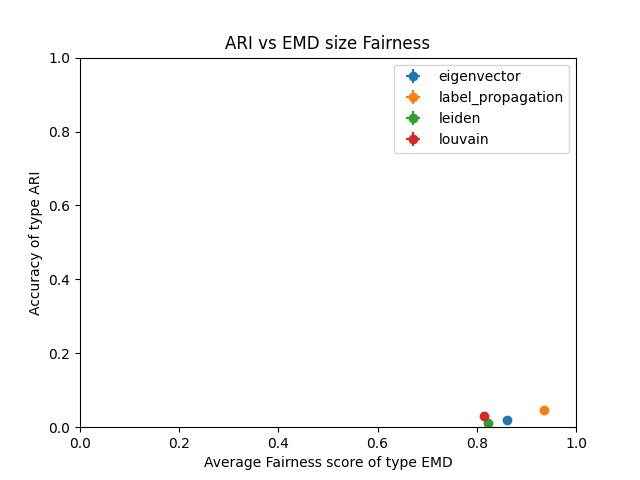 ARI vs EMD size Fairness
eigenvector
label_propagation
leiden
louvain
Accuracy of type ARI
1.0
0.8
0.6
0.4
0.2
0.0
0.0 0.2 0.4 0.6 0.8 1.0
Average Fairness score of type EMD